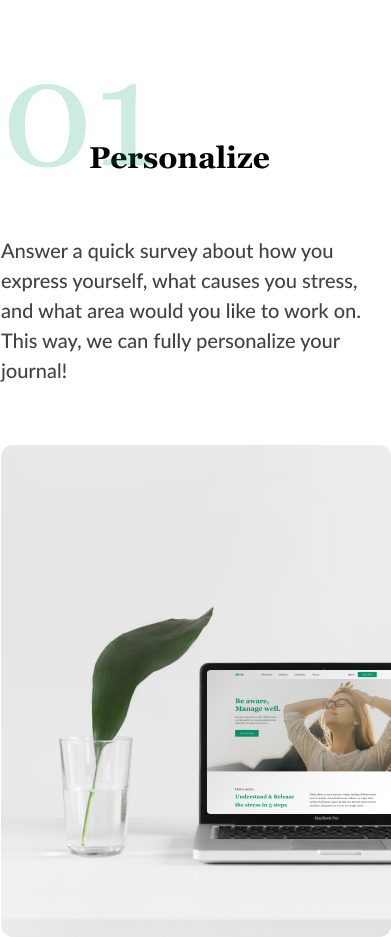 01
Personalize
Answer a quick survey about how you
express yourself, what causes you stress,
and what area would you like to work on.
This way, we can fully personalize your
journal!
Be aware,
Manage well.
Understand & Release
the stress in 3 steps
MacBook Pro